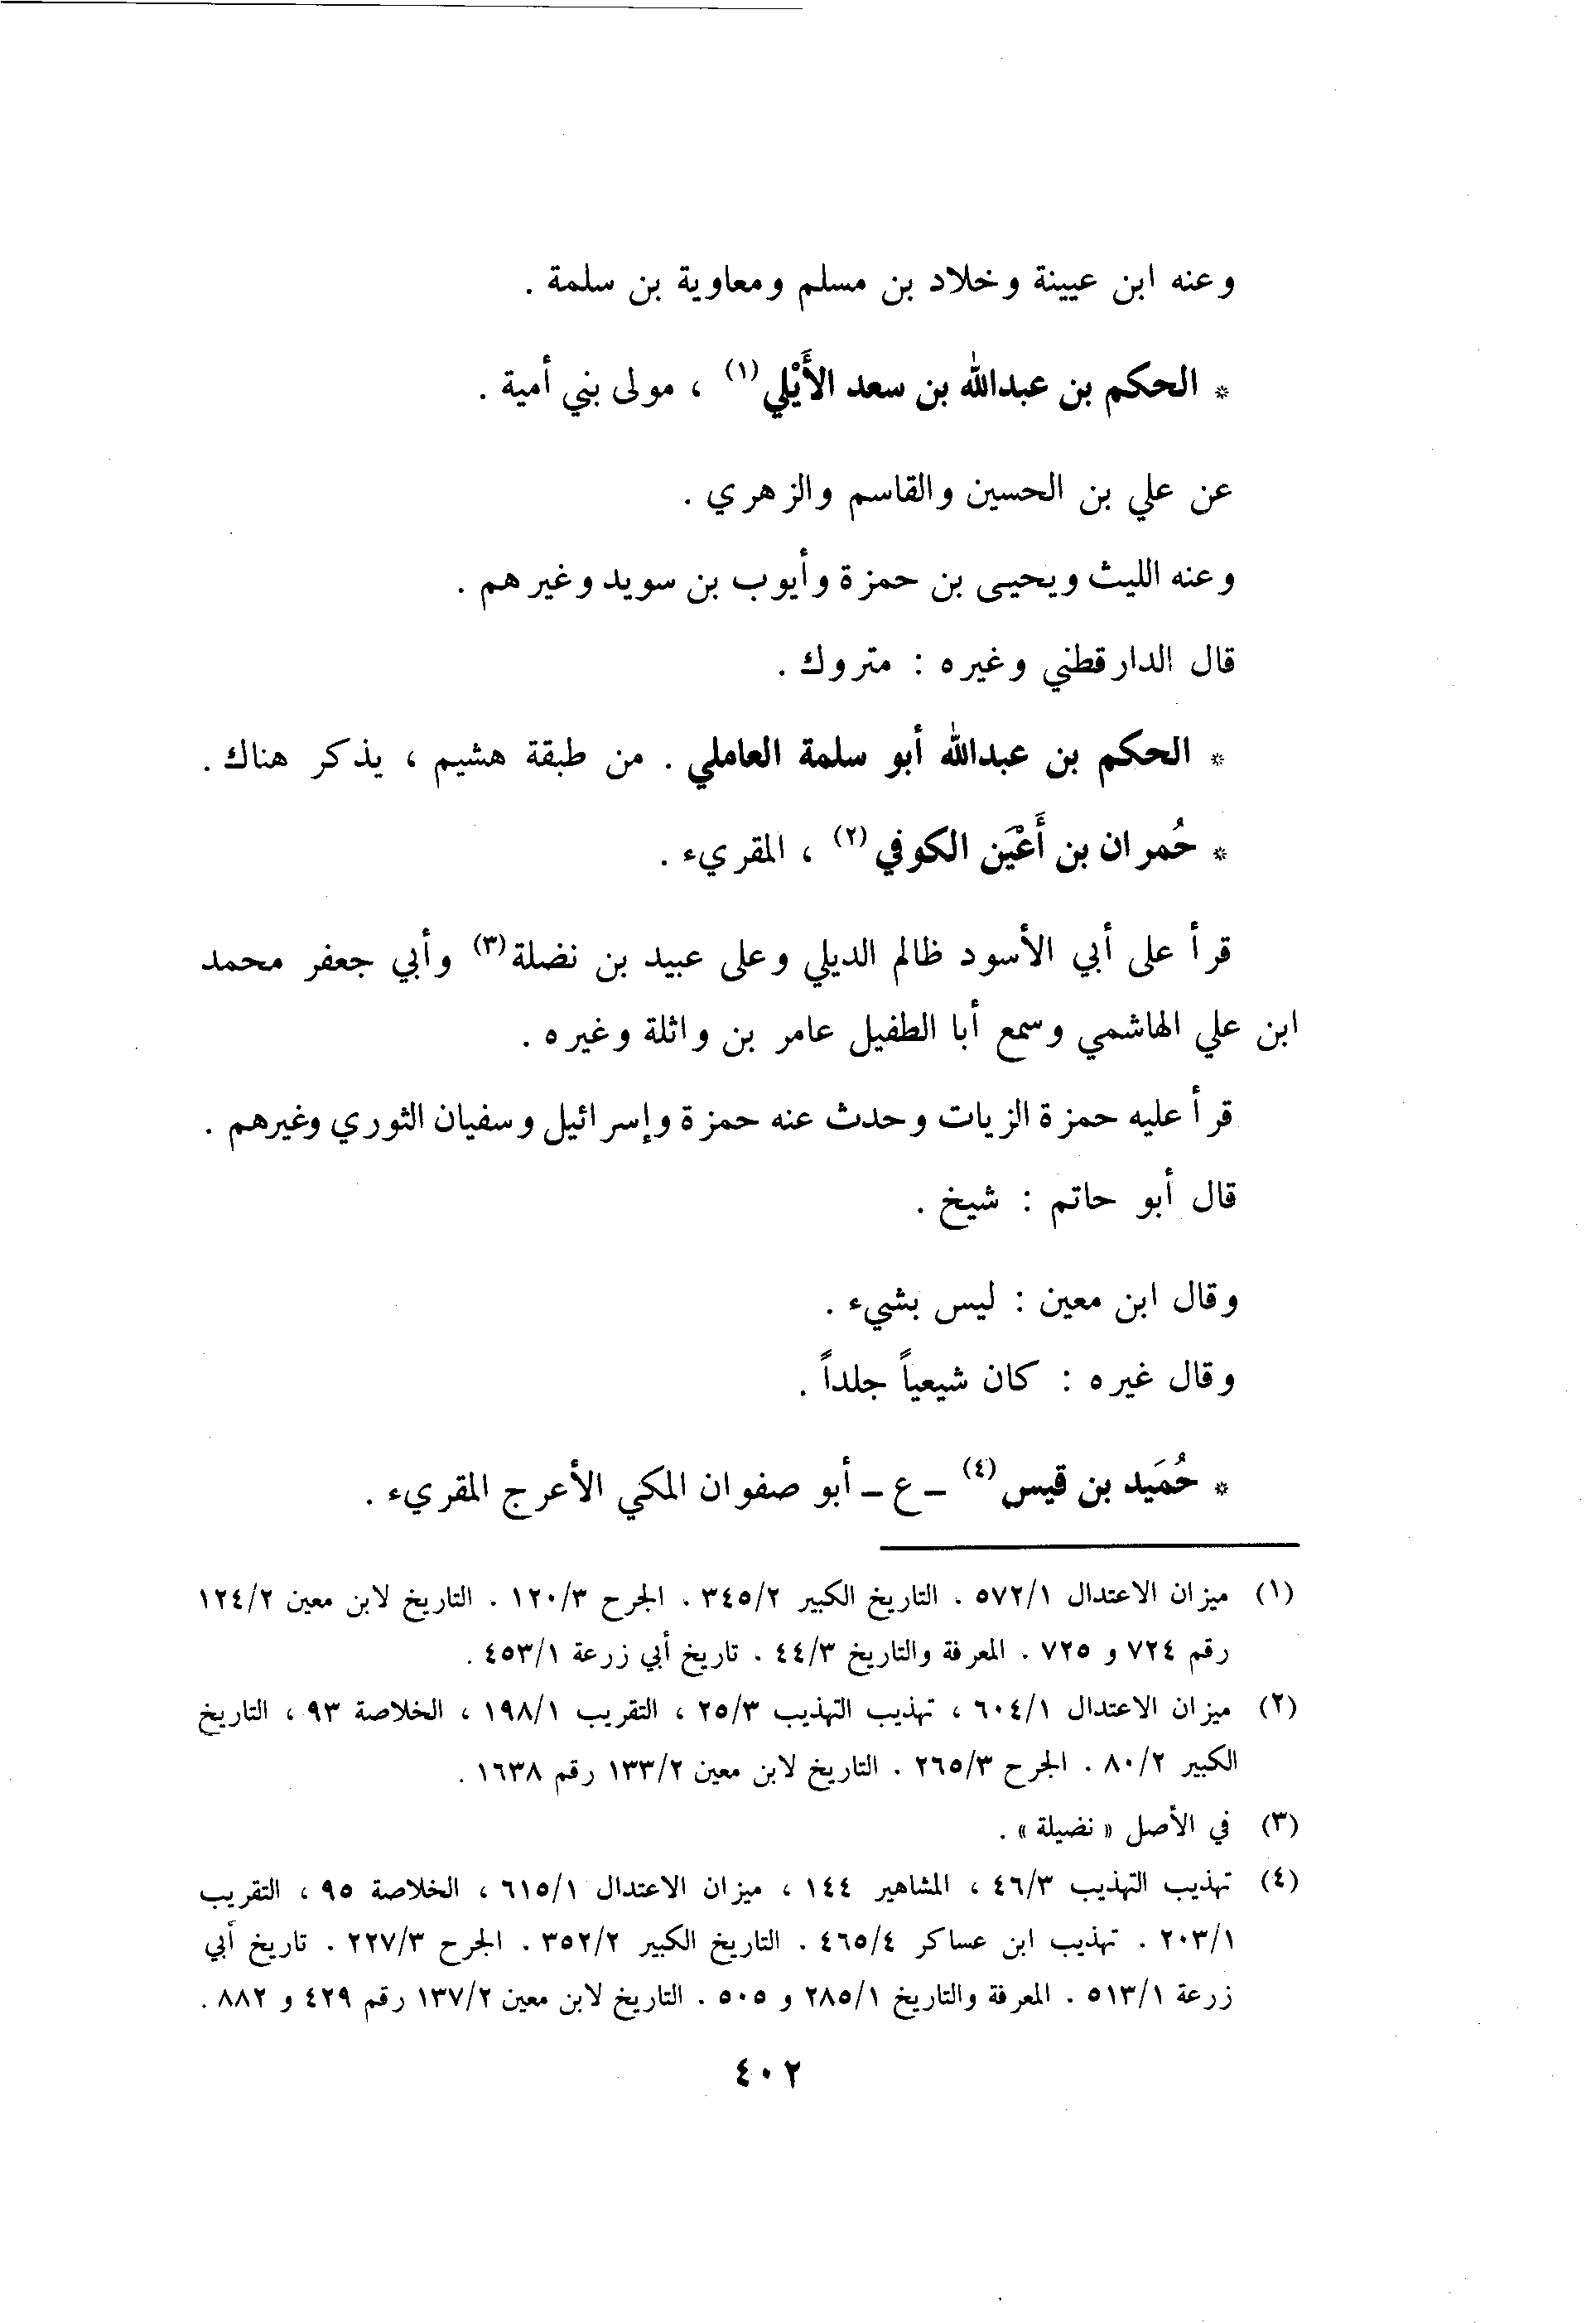 وعنه ابن عيينة وخلاد بن مسلم ومعاوية بن سلمة .
* الحكم بن عبدالله بن سعد الأَيْلي (١) ، مولى بني أمية .
عن علي بن الحسين والقاسم والزهري .
وعنه الليث ويحيى بن حمزة وأيوب بن سويد وغيرهم .
قال الدارقطني وغيره : متروك .
* الحكم بن عبدالله أبو سلمة العاملي . من طبقة هشيم ، يذكر هناك .
* حُمران بن أَعْيَن الكوفي (٢) ، المقريء .
قرأ على أبي الأسود ظالم الديلي وعلى عبيد بن نضلة (٣) وأبي جعفر محمد
ابن علي الهاشمي وسمع أبا الطفيل عامر بن واثلة وغيره .
قرأ عليه حمزة الزيات وحدث عنه حمزة وإسرائيل وسفيان الثوري وغيرهم .
قال أبو حاتم : شيخ .
وقال ابن معين : ليس بشيء .
وقال غيره : كان شيعياً جلداً .
* حُمَيد بن قيس (٤) ـ ع ـ أبو صفوان المكي الأعرج المقريء .
(١) ميزان الاعتدال ٥٧٢/١ . التاريخ الكبير ٣٤٥/٢ . الجرح ١٢٠/٣ . التاريخ لابن معين ١٢٤/٢
رقم ٧٢٤ و ٧٢٥ . المعرفة والتاريخ ٤٤/٣ . تاريخ أبي زرعة ٤٥٣/١ .
(٢) ميزان الاعتدال ٦٠٤/١ ، تهذيب التهذيب ٢٥/٣ ، التقريب ١٩٨/١ ، الخلاصة ٩٣ ، التاريخ
الكبير ٨٠/٢ . الجرح ٢٦٥/٣ . التاريخ لابن معين ١٣٣/٢ رقم ١٦٣٨ .
(٣) في الأصل « نضيلة » .
(٤) تهذيب التهذيب ٤٦/٣ ، المشاهير ١٤٤ ، ميزان الاعتدال ٦١٥/١ ، الخلاصة ٩٥ ، التقريب
٢٠٣/١ . تهذيب ابن عساكر ٤٦٥/٤ . التاريخ الكبير ٣٥٢/٢ . الجرح ٢٢٧/٣ . تاريخ أبي
زرعة ٥١٣/١ . المعرفة والتاريخ ٢٨٥/١ و ٥٠٥ . التاريخ لابن معين ١٣٧/٢ رقم ٤٢٩ و ٨٨٢ .
٤٠٢